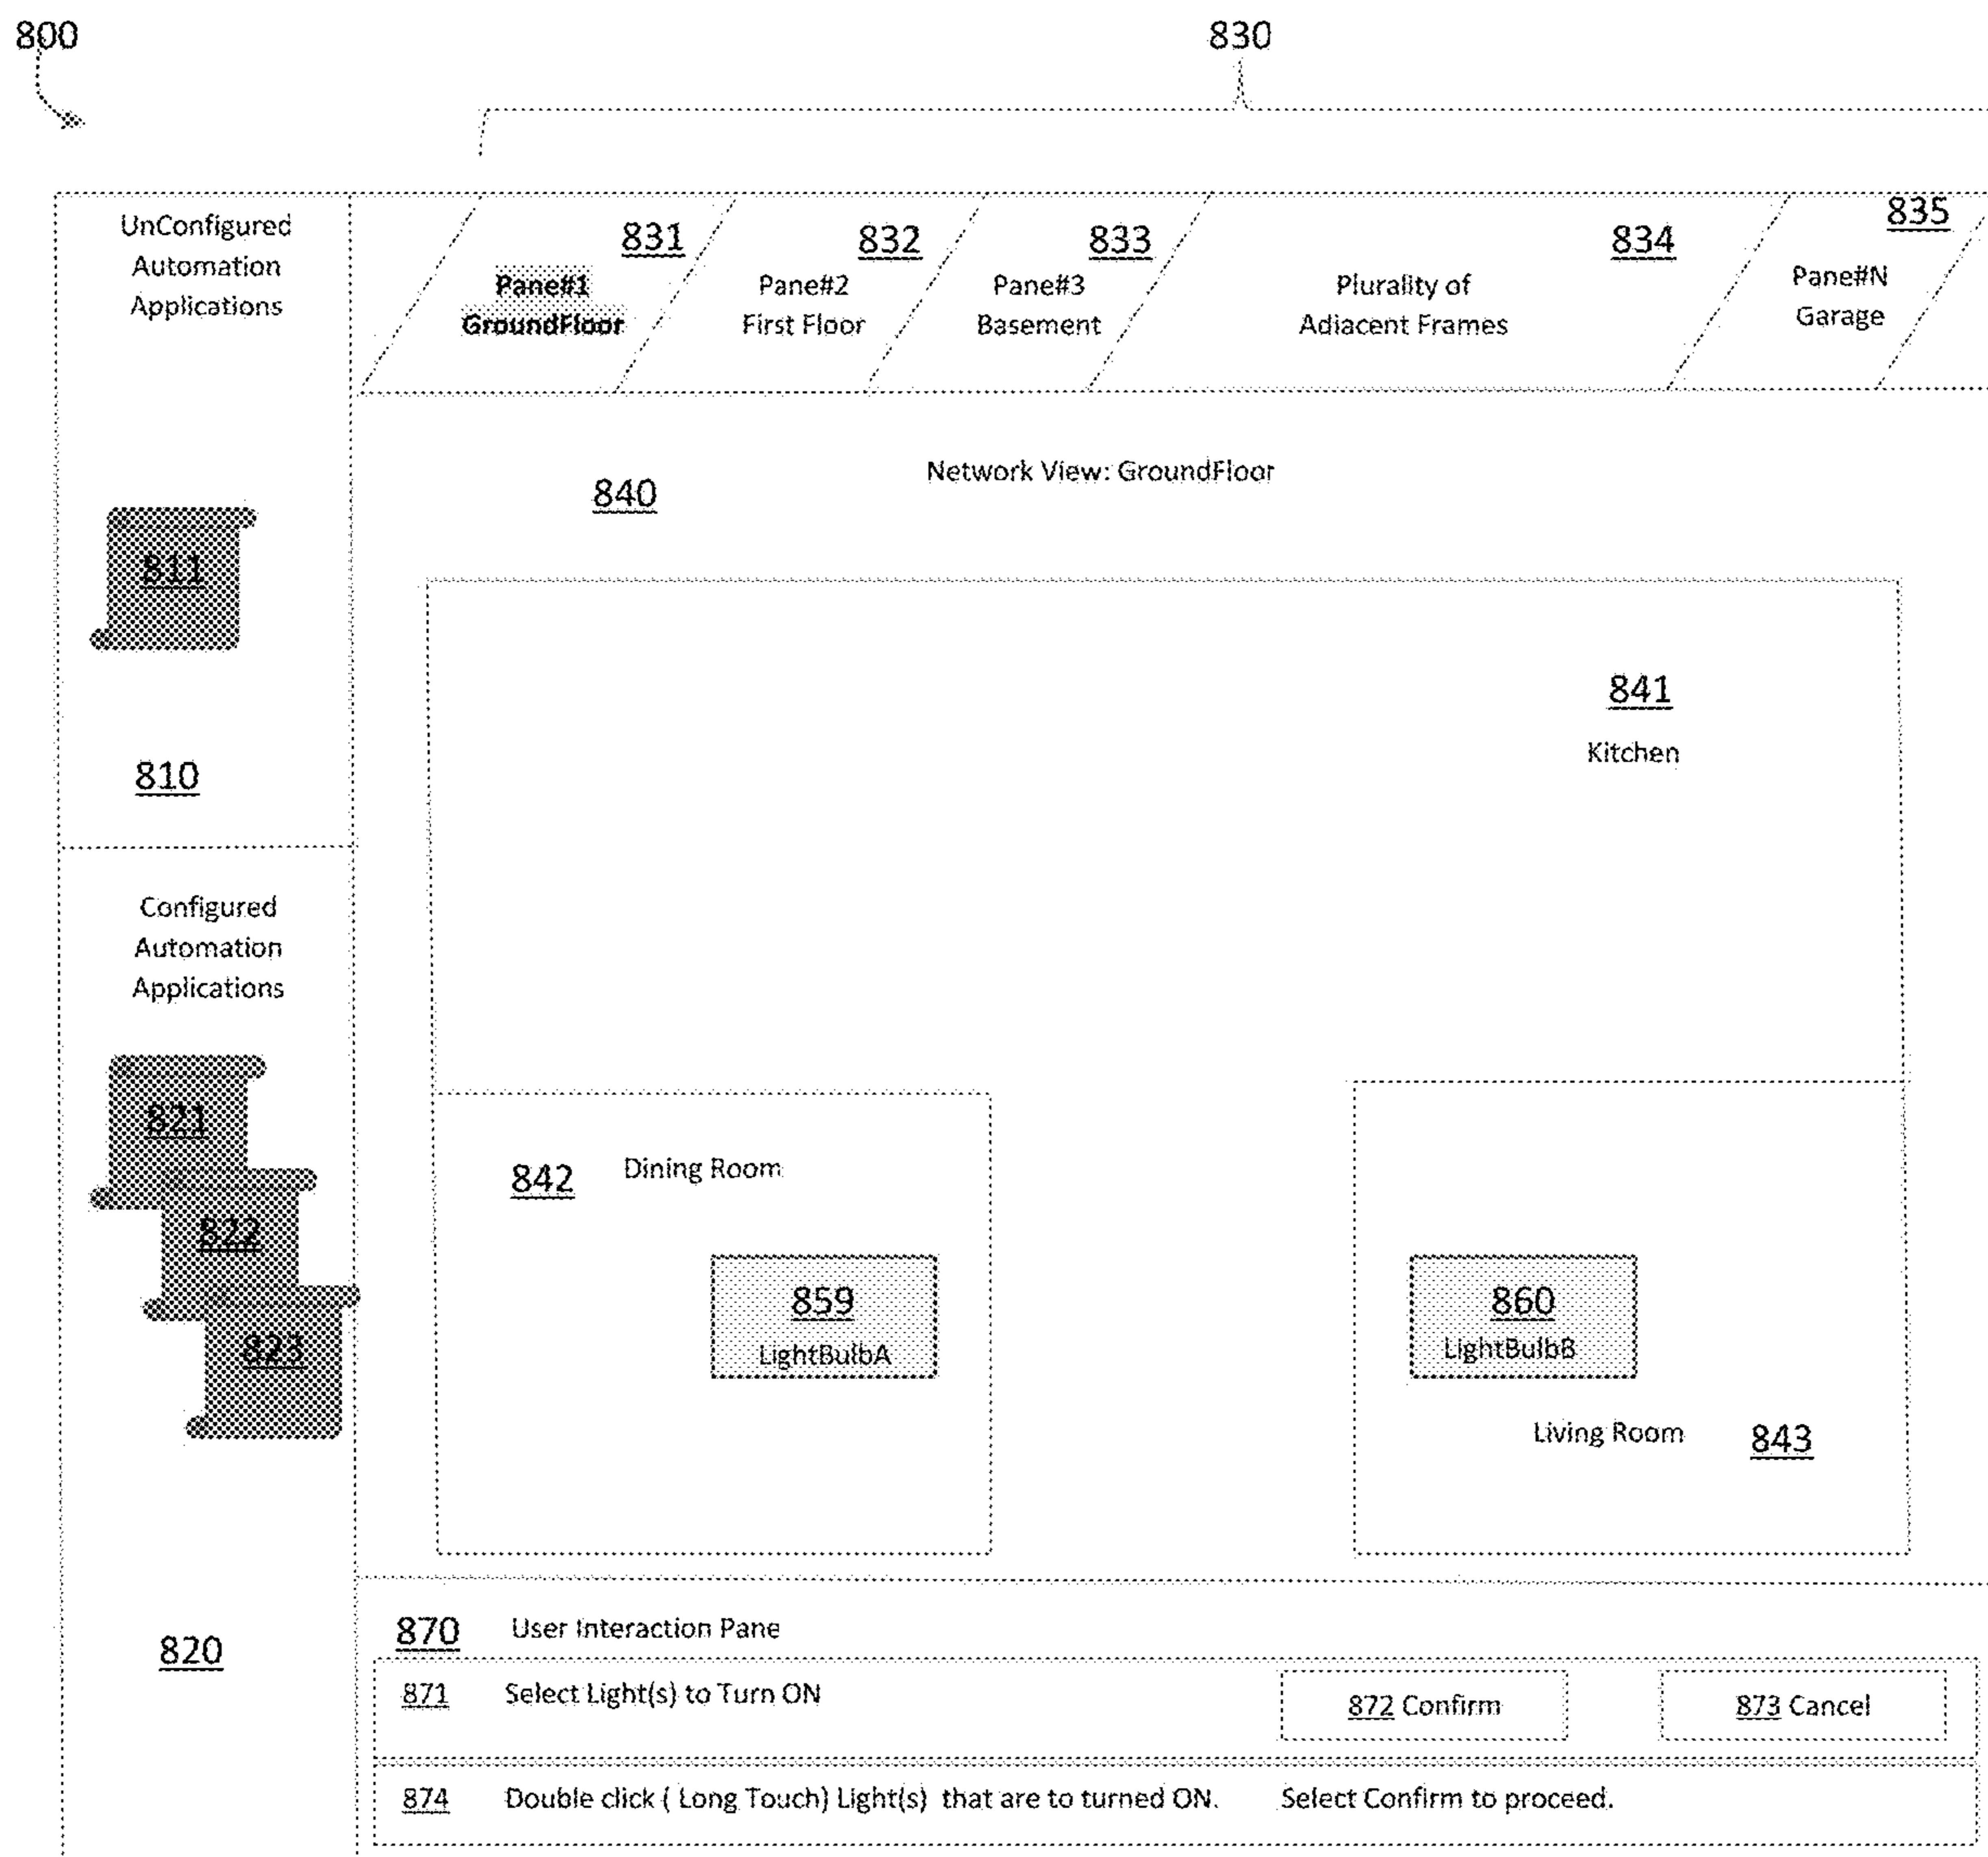 800
830
UnConfigured
Automation
Applications
831
Pane#1
GroundFloor
832
Pane#2
First Floor
833
Pane#3
Basement
834
Plurality of
Adiacent Frames
835
Pane#N
Garage
811
810
840
Network View: GroundFloor
841
Kitchen
Configured
Automation
Applications
821
822
823
820
842 Dining Room
859
LightBulbA
860
LightBulbB
Living Room 843
870 User Interaction Pane
871 Select Light(s) to Turn ON 872 Confirm 873 Cancel
874 Double click ( Long Touch) Light(s) that are to turned ON. Select Confirm to proceed.